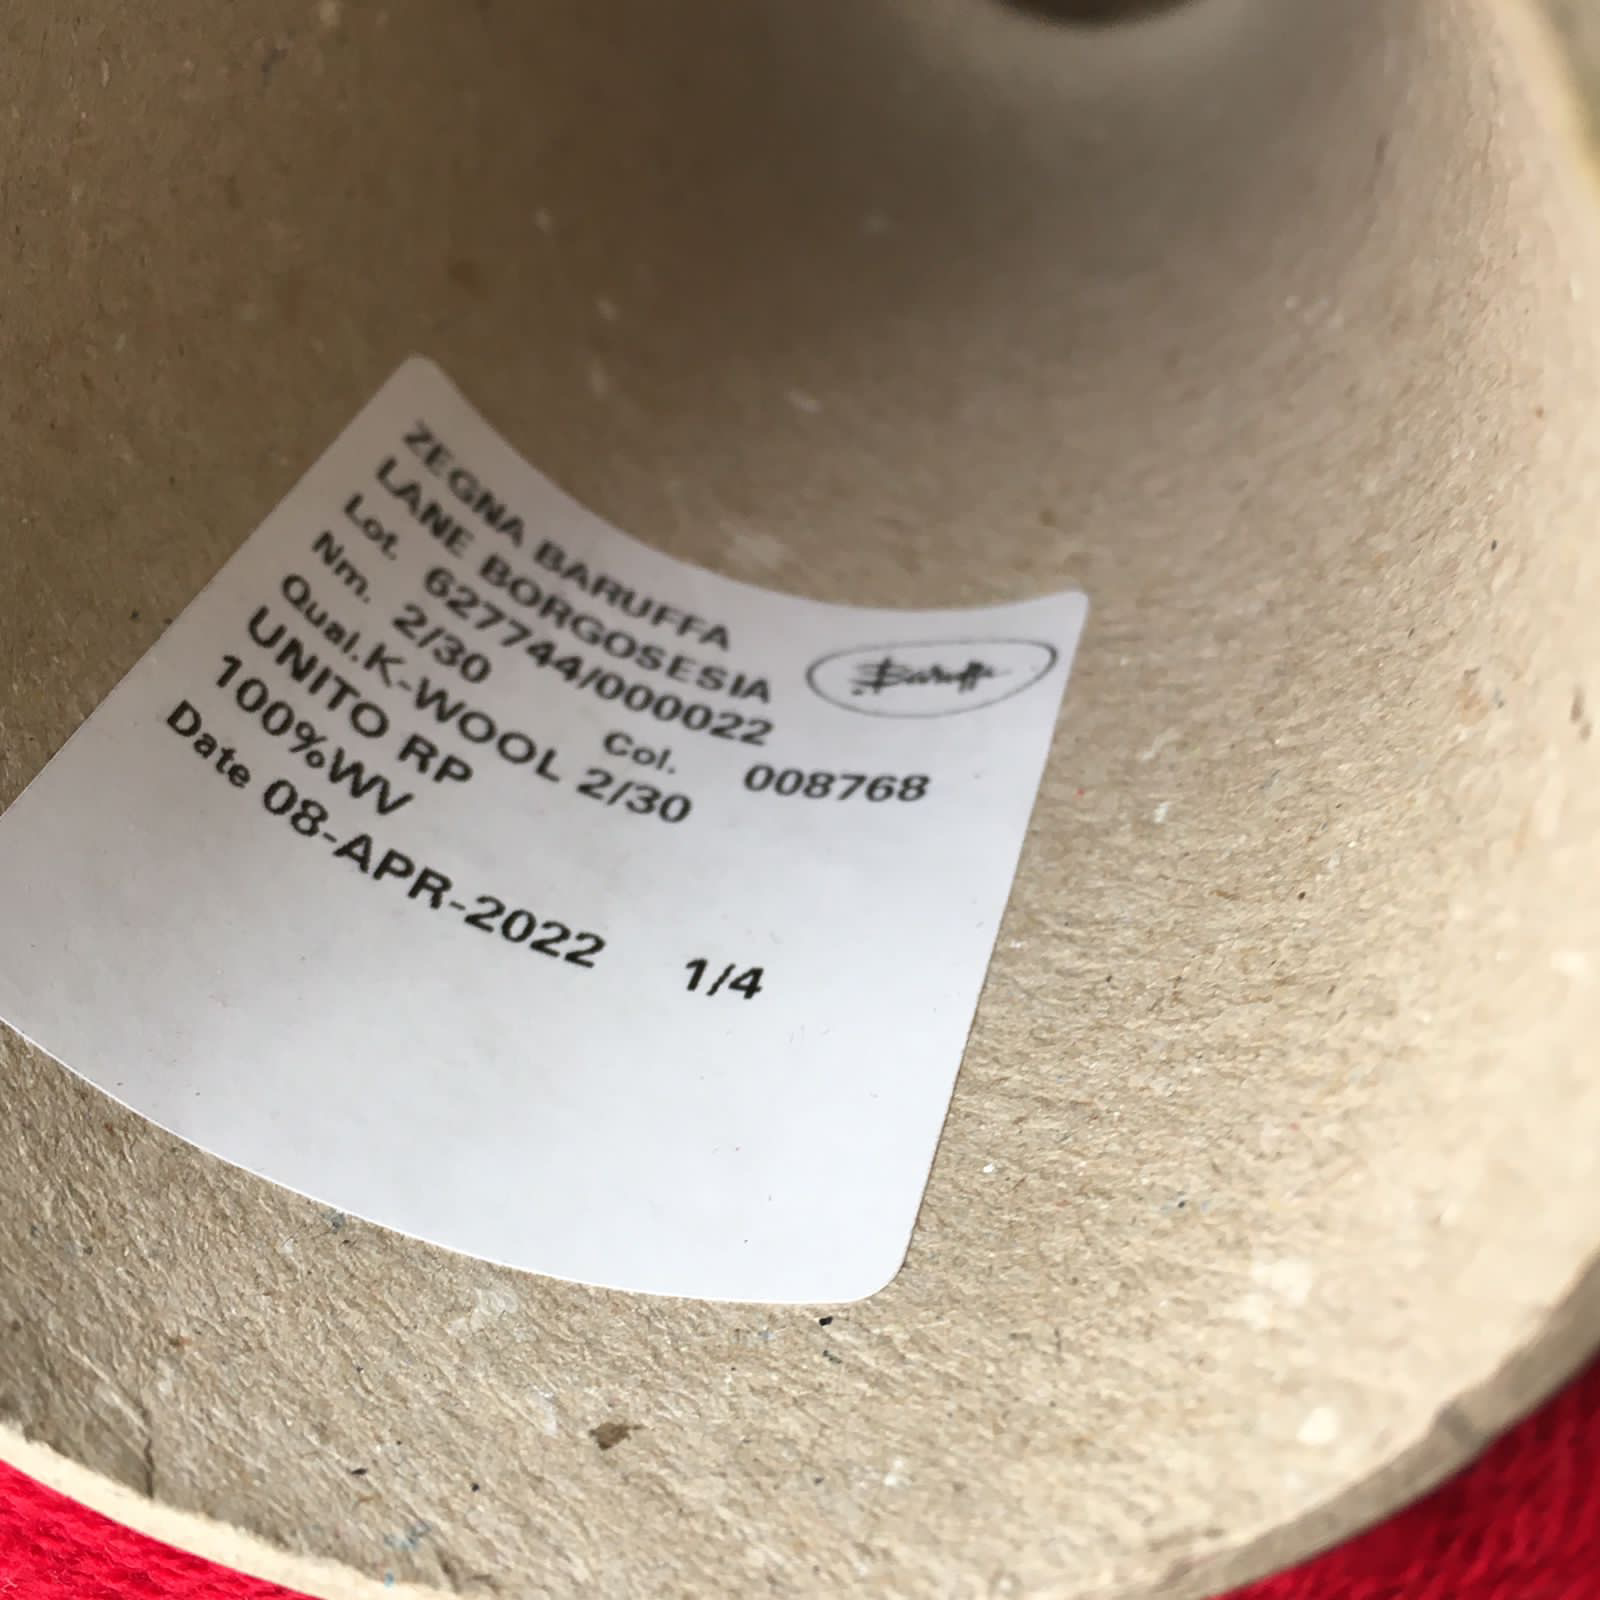 ZEGNA BARUFFA
LANE BORGOSESIA
Baruffa
Lot. 627744/000022
Nm. 2/30 Col. 008768
Qual.K-WOOL 2/30
UNITO RP
100%WV
Date 08-APR-2022 1/4